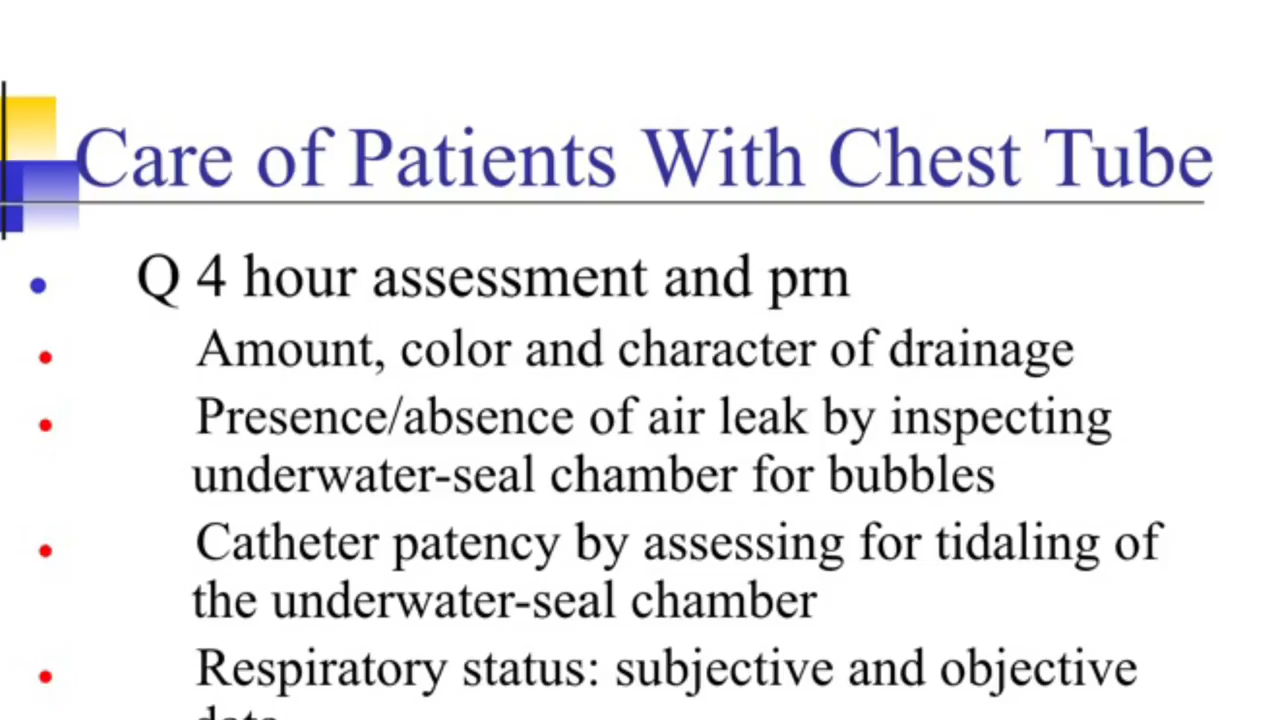 Care of Patients With Chest Tube
• Q 4 hour assessment and prn
• Amount, color and character of drainage
• Presence/absence of air leak by inspecting
underwater-seal chamber for bubbles
• Catheter patency by assessing for tidaling of
the underwater-seal chamber
• Respiratory status: subjective and objective